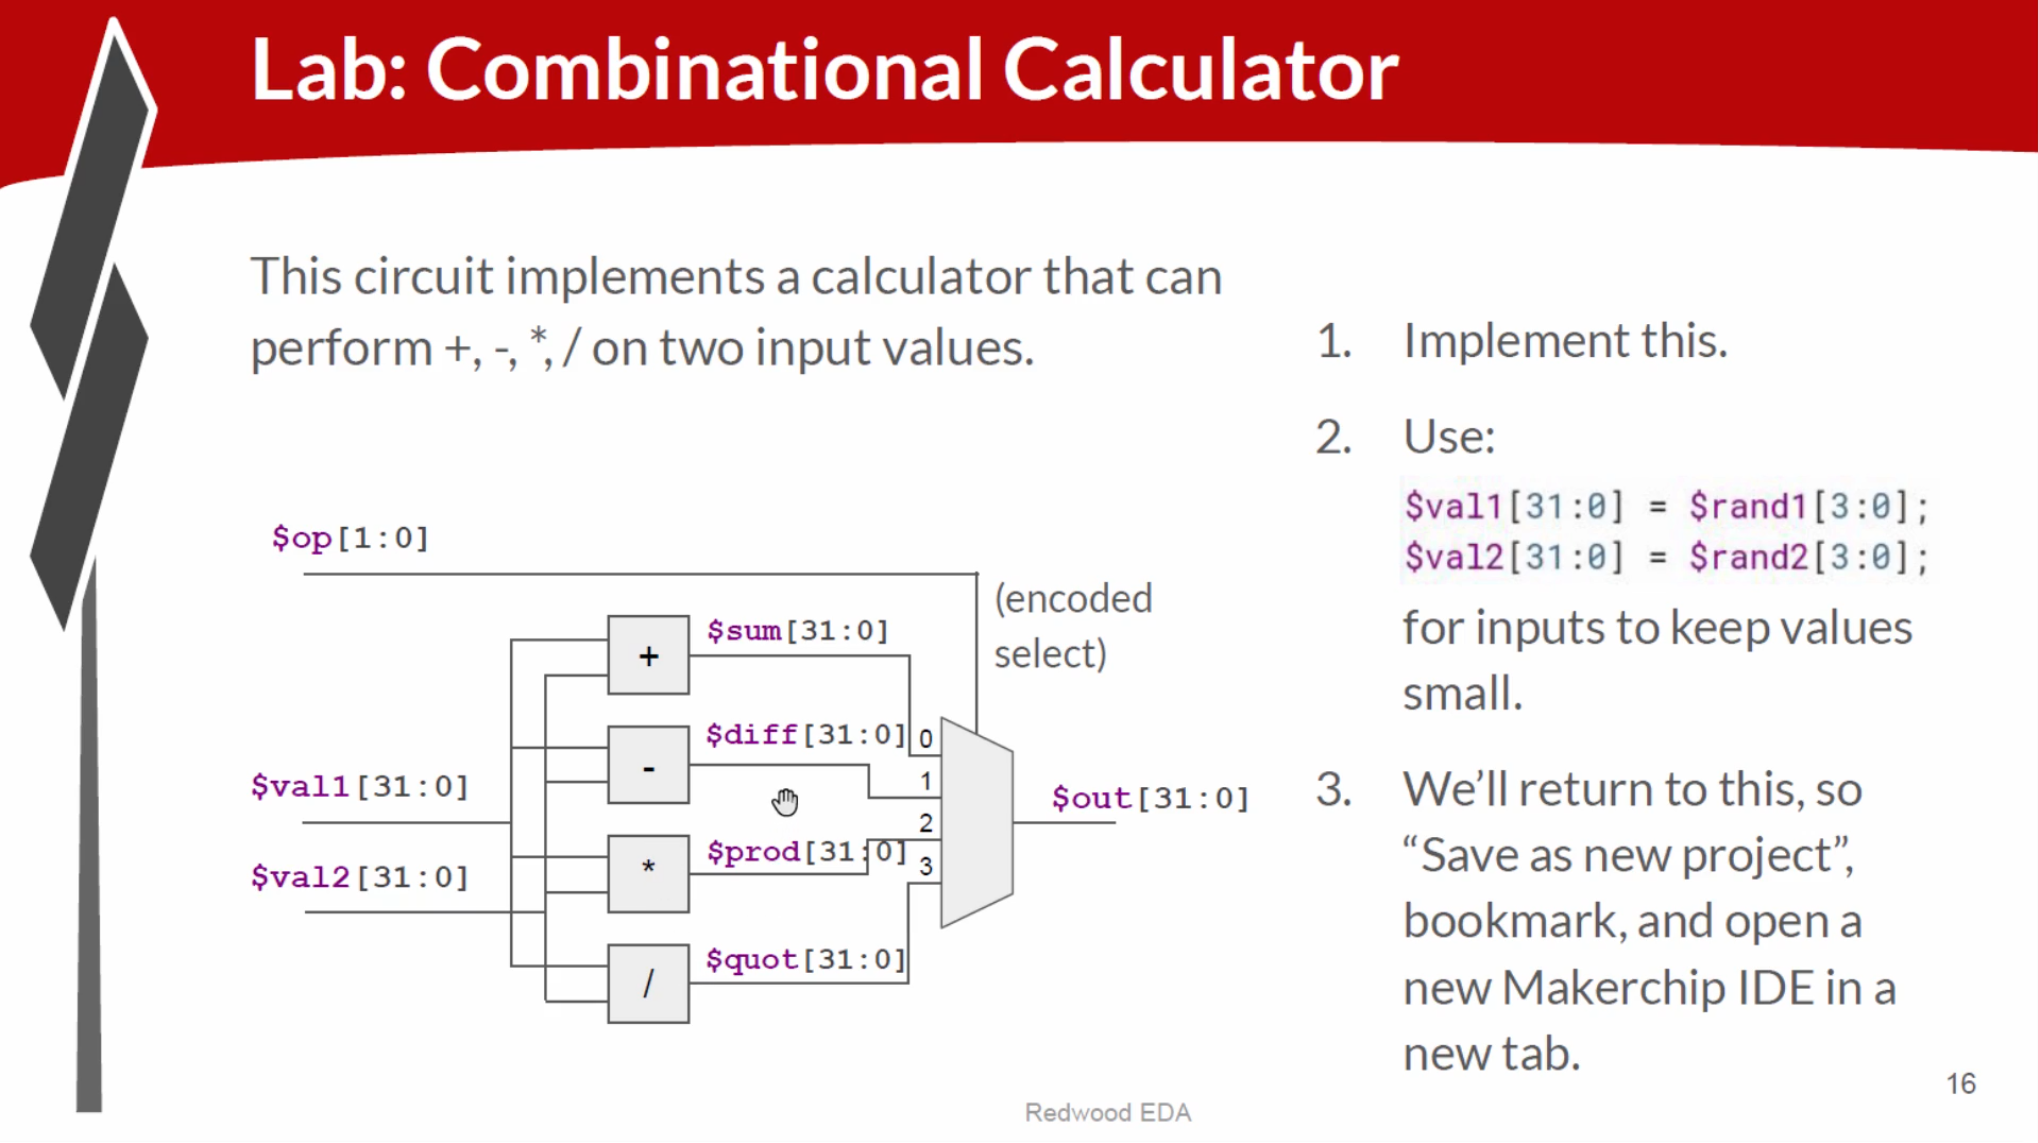 Lab: Combinational Calculator
This circuit implements a calculator that can
perform +, -, *, / on two input values.
$op[1:0]
(encoded
select)
+
$sum[31:0]
-
$diff[31:0]
*
$prod[31:0]
/
$quot[31:0]
$val1[31:0]
$val2[31:0]
0
1
2
3
$out[31:0]
1. Implement this.
2. Use:
$val1[31:0] = $rand1[3:0];
$val2[31:0] = $rand2[3:0];
for inputs to keep values
small.
3. We’ll return to this, so
“Save as new project”,
bookmark, and open a
new Makerchip IDE in a
new tab.
Redwood EDA
16